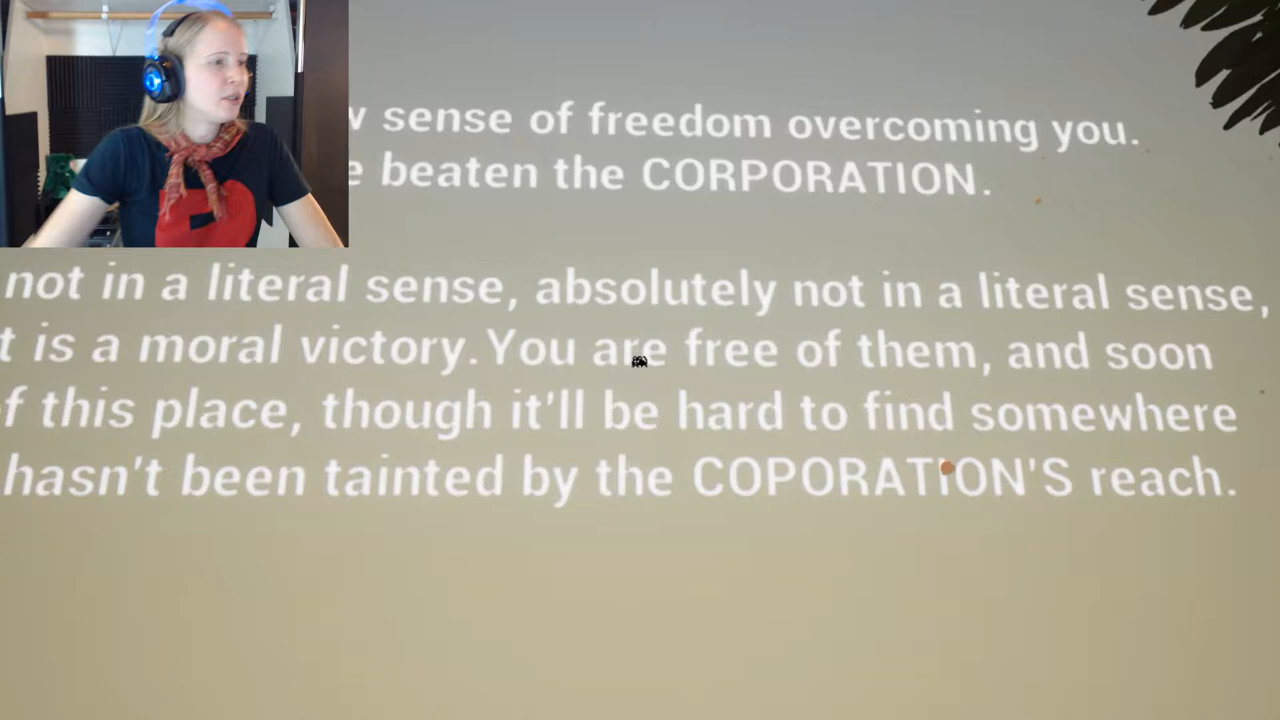 sense of freedom overcoming you.
beaten the CORPORATION.
not in a literal sense, absolutely not in a literal sense,
is a moral victory. You are free of them, and soon
this place, though it'll be hard to find somewhere
hasn't been tainted by the COPORATION'S reach.